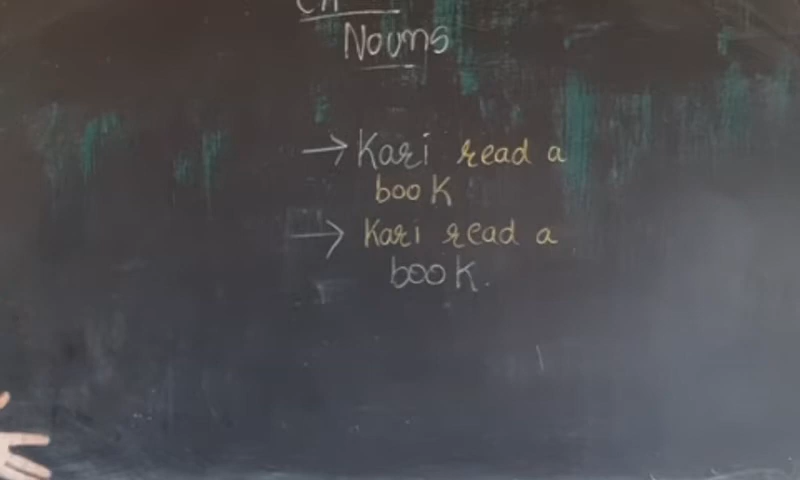 Nouns
→ Kari read a
book
→ Kari read a
book.